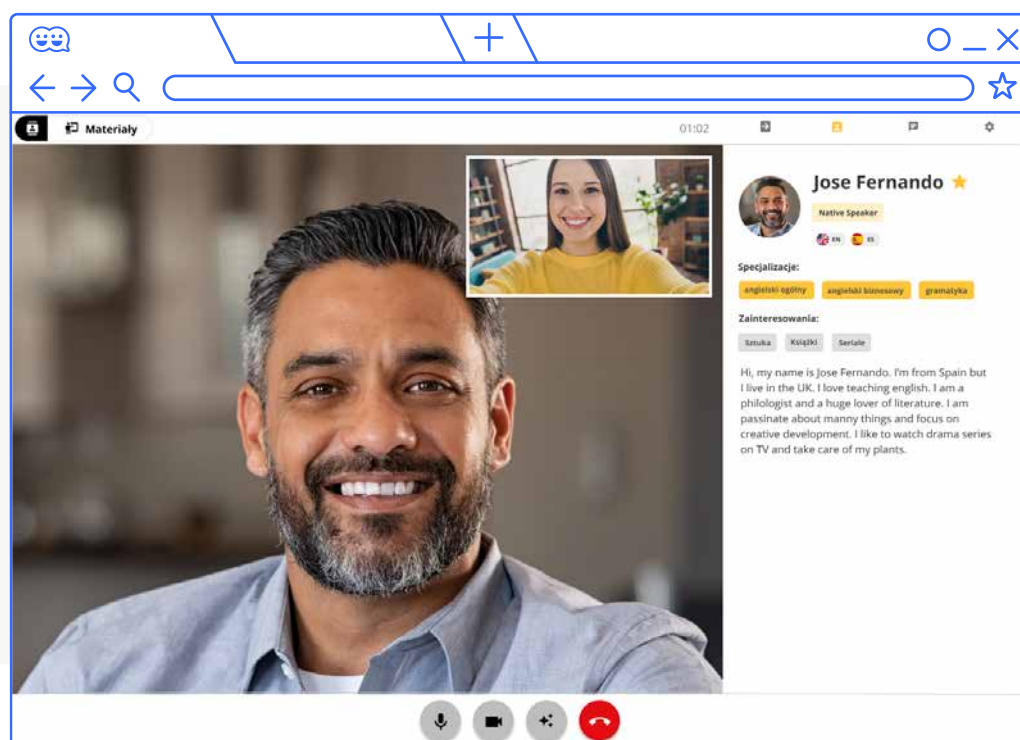 Materiały
01:02
Jose Fernando
Native Speaker
EN ES
Specjalizacje:
angielski ogólny angielski biznesowy gramatyka
Zainteresowania:
Sztuka Książki Seriale
Hi, my name is Jose Fernando. I'm from Spain but
I live in the UK. I love teaching english. I am a
philologist and a huge lover of literature. I am
passinate about manny things and focus on
creative development. I like to watch drama series
on TV and take care of my plants.